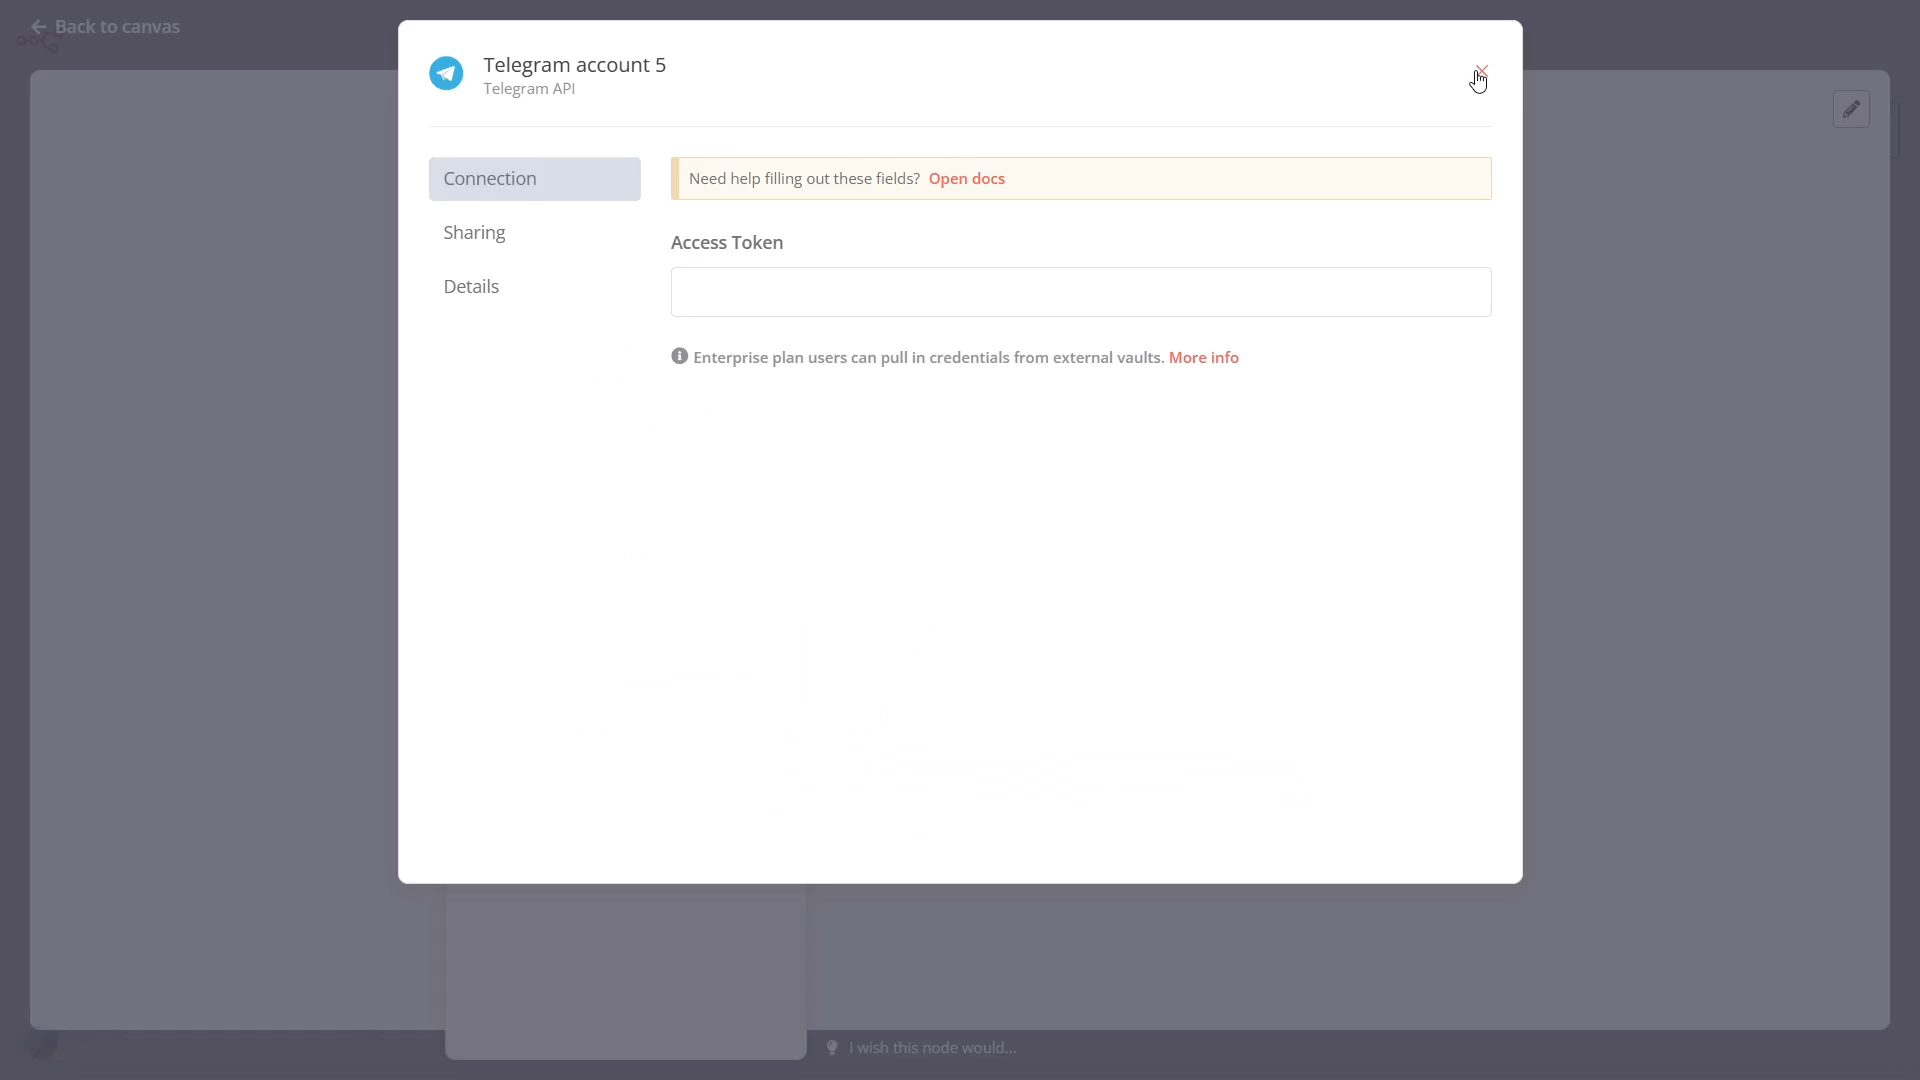 Back to canvas
Telegram account 5
Telegram API
Connection
Sharing
Details
Need help filling out these fields? Open docs
Access Token
Enterprise plan users can pull in credentials from external vaults. More info
I wish this node would...